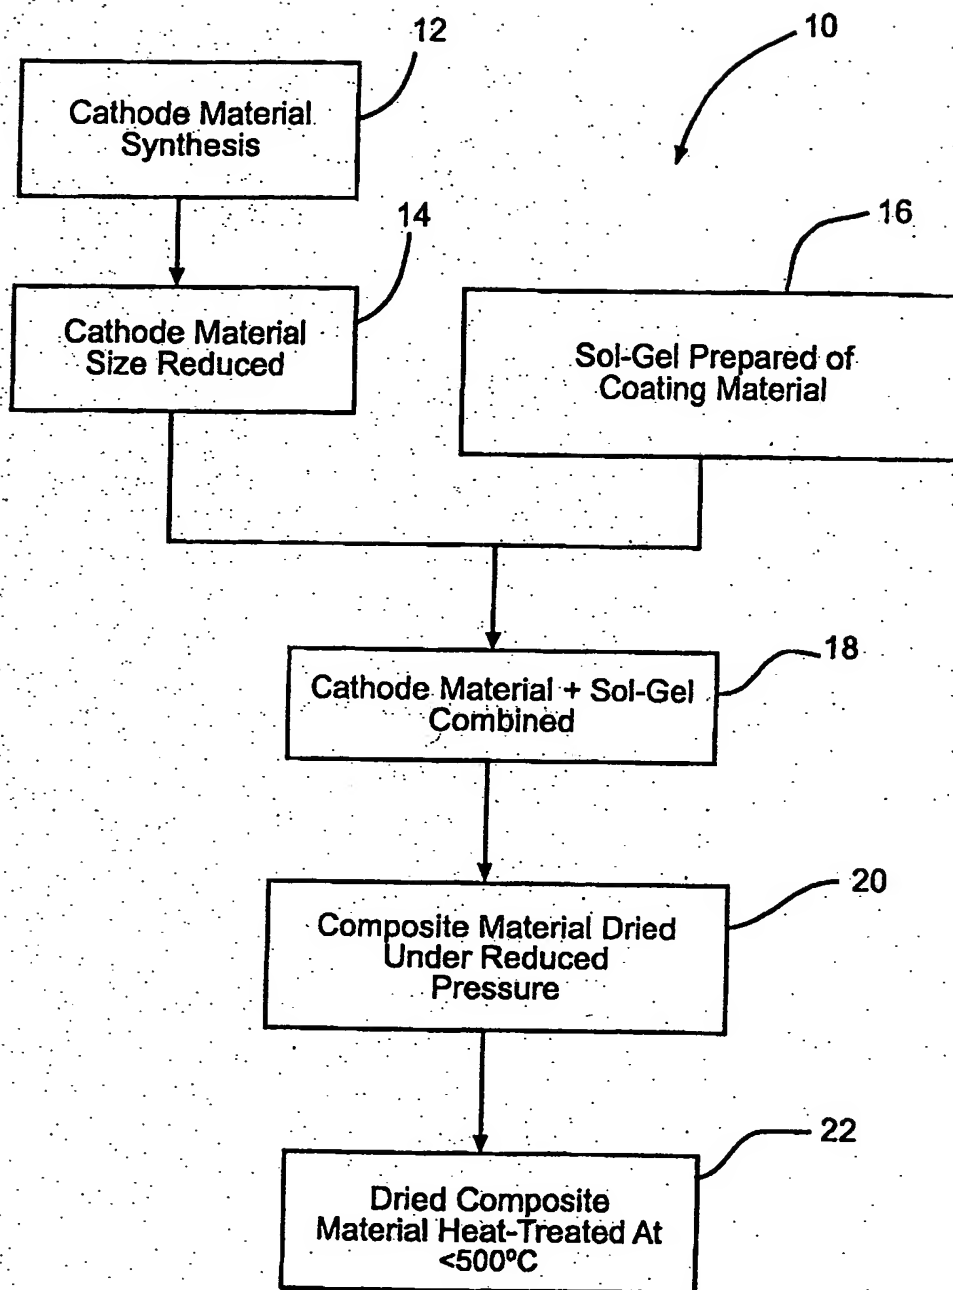 12
10
Cathode Material
Synthesis
14
16
Cathode Material
Size Reduced
Sol-Gel Prepared of
Coating Material
18
Cathode Material + Sol-Gel
Combined
20
Composite Material Dried
Under Reduced
Pressure
22
Dried Composite
Material Heat-Treated At
<500°C